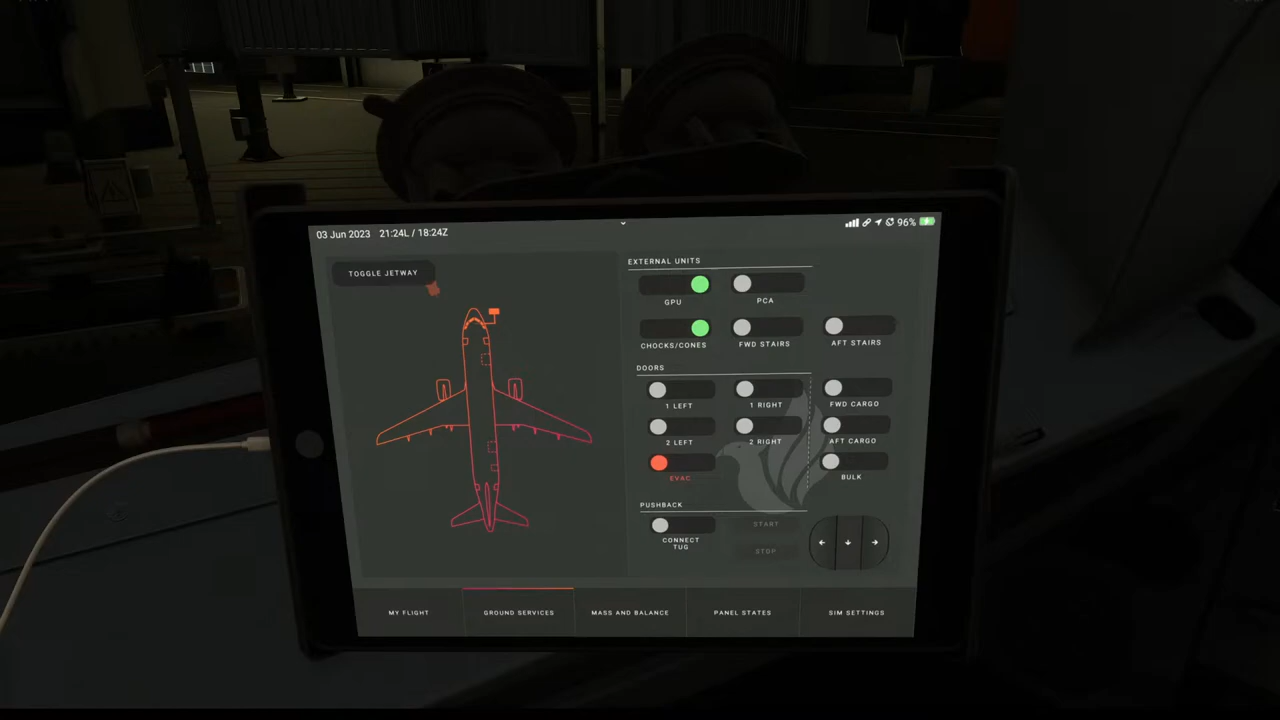 03 Jun 2023 21:24L / 18:24Z
96%
TOGGLE JETWAY
EXTERNAL UNITS
GPU
PCA
CHOCKS/CONES
FWD STAIRS
AFT STAIRS
DOORS
1 LEFT
1 RIGHT
FWD CARGO
2 LEFT
2 RIGHT
AFT CARGO
EVAC
BULK
PUSHBACK
CONNECT
TUG
START
STOP
MY FLIGHT
GROUND SERVICES
MASS AND BALANCE
PANEL STATES
SIM SETTINGS